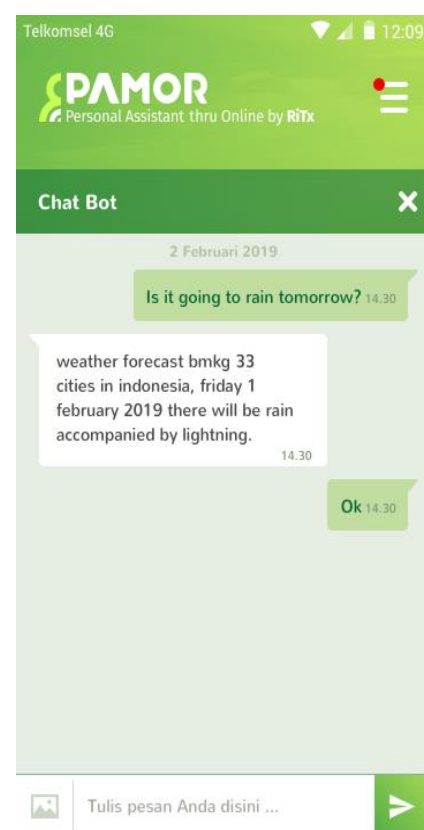 Telkomsel 4G 12:09
PAMOR
Personal Assistant thru Online by RiTx
Chat Bot
2 Februari 2019
Is it going to rain tomorrow? 14.30
weather forecast bmkg 33
cities in indonesia, friday 1
february 2019 there will be rain
accompanied by lightning.
14.30
Ok 14.30
Tulis pesan Anda disini ...